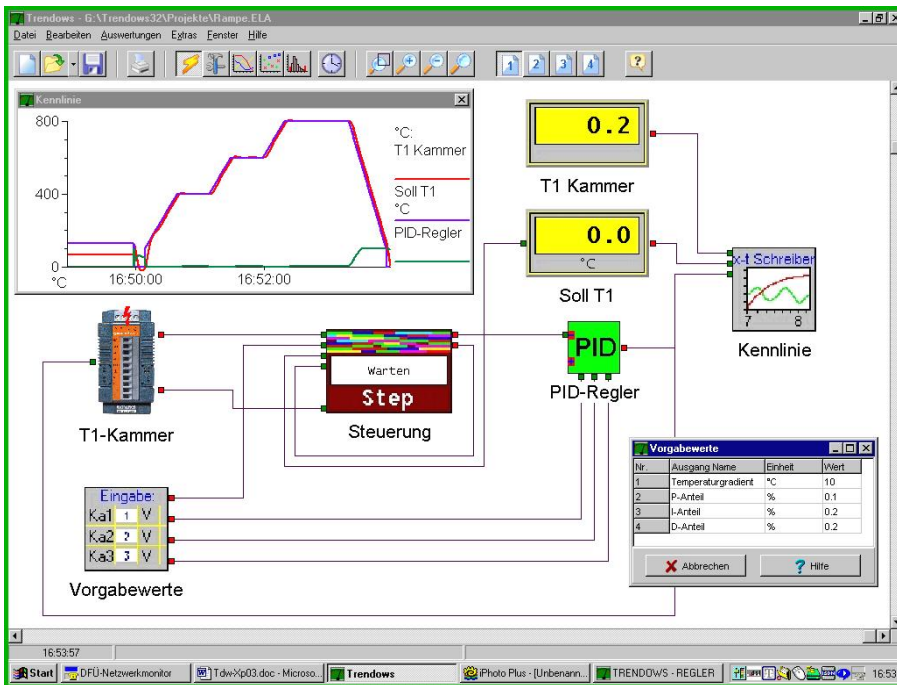 Trendows - G:\Trendows32\Projekte\Rampe.ELA
Datei Bearbeiten Auswertungen Extras Fenster Hilfe
1 2 3 4
Kennlinie
800
400
0
°C
16:50:00
16:52:00
°C:
T1 Kammer
Soll T1
°C
PID-Regler
0.2
T1 Kammer
0.0
°C
Soll T1
x-t Schreiber
7 8
Kennlinie
T1-Kammer
Warten
Step
Steuerung
PID
PID-Regler
Eingabe:
Ka1 1 V
Ka2 2 V
Ka3 3 V
Vorgabewerte
Vorgabewerte
Nr. Ausgang Name Einheit Wert
1 Temperaturgradient °C 10
2 P-Anteil % 0.1
3 I-Anteil % 0.2
4 D-Anteil % 0.2
Abbrechen
Hilfe
16:53:57
Start
DFÜ-Netzwerkmonitor
Tdw-Xp03.doc - Microso...
Trendows
iPhoto Plus - [Unbenann...
TRENDOWS - REGLER
16:53